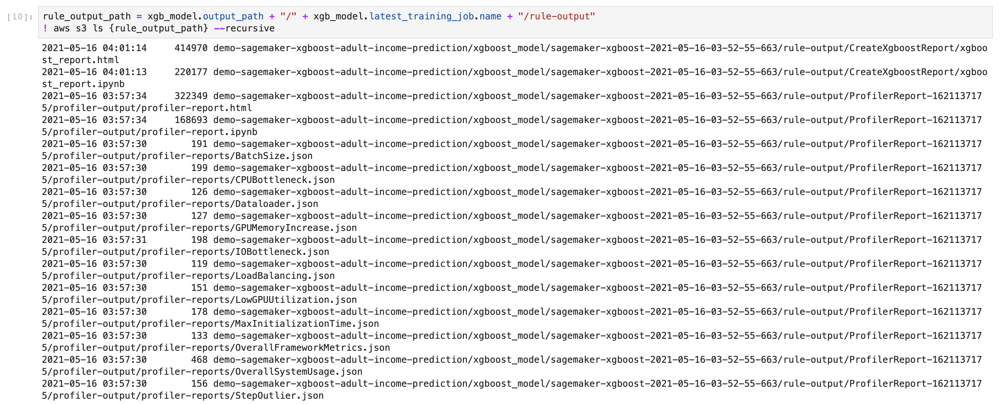 [10]: rule_output_path = xgb_model.output_path + "/" + xgb_model.latest_training_job.name + "/rule-output"
! aws s3 ls {rule_output_path} --recursive
2021-05-16 04:01:14     414970 demo-sagemaker-xgboost-adult-income-prediction/xgboost_model/sagemaker-xgboost-2021-05-16-03-52-55-663/rule-output/CreateXgboostReport/xgboo
st_report.html
2021-05-16 04:01:13     220177 demo-sagemaker-xgboost-adult-income-prediction/xgboost_model/sagemaker-xgboost-2021-05-16-03-52-55-663/rule-output/CreateXgboostReport/xgboo
st_report.ipynb
2021-05-16 03:57:34     322349 demo-sagemaker-xgboost-adult-income-prediction/xgboost_model/sagemaker-xgboost-2021-05-16-03-52-55-663/rule-output/ProfilerReport-162113717
5/profiler-output/profiler-report.html
2021-05-16 03:57:34     168693 demo-sagemaker-xgboost-adult-income-prediction/xgboost_model/sagemaker-xgboost-2021-05-16-03-52-55-663/rule-output/ProfilerReport-162113717
5/profiler-output/profiler-report.ipynb
2021-05-16 03:57:30        191 demo-sagemaker-xgboost-adult-income-prediction/xgboost_model/sagemaker-xgboost-2021-05-16-03-52-55-663/rule-output/ProfilerReport-162113717
5/profiler-output/profiler-reports/BatchSize.json
2021-05-16 03:57:30        199 demo-sagemaker-xgboost-adult-income-prediction/xgboost_model/sagemaker-xgboost-2021-05-16-03-52-55-663/rule-output/ProfilerReport-162113717
5/profiler-output/profiler-reports/CPUBottleneck.json
2021-05-16 03:57:30        126 demo-sagemaker-xgboost-adult-income-prediction/xgboost_model/sagemaker-xgboost-2021-05-16-03-52-55-663/rule-output/ProfilerReport-162113717
5/profiler-output/profiler-reports/Dataloader.json
2021-05-16 03:57:30        127 demo-sagemaker-xgboost-adult-income-prediction/xgboost_model/sagemaker-xgboost-2021-05-16-03-52-55-663/rule-output/ProfilerReport-162113717
5/profiler-output/profiler-reports/GPUMemoryIncrease.json
2021-05-16 03:57:31        198 demo-sagemaker-xgboost-adult-income-prediction/xgboost_model/sagemaker-xgboost-2021-05-16-03-52-55-663/rule-output/ProfilerReport-162113717
5/profiler-output/profiler-reports/IOBottleneck.json
2021-05-16 03:57:30        119 demo-sagemaker-xgboost-adult-income-prediction/xgboost_model/sagemaker-xgboost-2021-05-16-03-52-55-663/rule-output/ProfilerReport-162113717
5/profiler-output/profiler-reports/LoadBalancing.json
2021-05-16 03:57:30        151 demo-sagemaker-xgboost-adult-income-prediction/xgboost_model/sagemaker-xgboost-2021-05-16-03-52-55-663/rule-output/ProfilerReport-162113717
5/profiler-output/profiler-reports/LowGPUUtilization.json
2021-05-16 03:57:30        178 demo-sagemaker-xgboost-adult-income-prediction/xgboost_model/sagemaker-xgboost-2021-05-16-03-52-55-663/rule-output/ProfilerReport-162113717
5/profiler-output/profiler-reports/MaxInitializationTime.json
2021-05-16 03:57:30        133 demo-sagemaker-xgboost-adult-income-prediction/xgboost_model/sagemaker-xgboost-2021-05-16-03-52-55-663/rule-output/ProfilerReport-162113717
5/profiler-output/profiler-reports/OverallFrameworkMetrics.json
2021-05-16 03:57:30        468 demo-sagemaker-xgboost-adult-income-prediction/xgboost_model/sagemaker-xgboost-2021-05-16-03-52-55-663/rule-output/ProfilerReport-162113717
5/profiler-output/profiler-reports/OverallSystemUsage.json
2021-05-16 03:57:30        156 demo-sagemaker-xgboost-adult-income-prediction/xgboost_model/sagemaker-xgboost-2021-05-16-03-52-55-663/rule-output/ProfilerReport-162113717
5/profiler-output/profiler-reports/StepOutlier.json